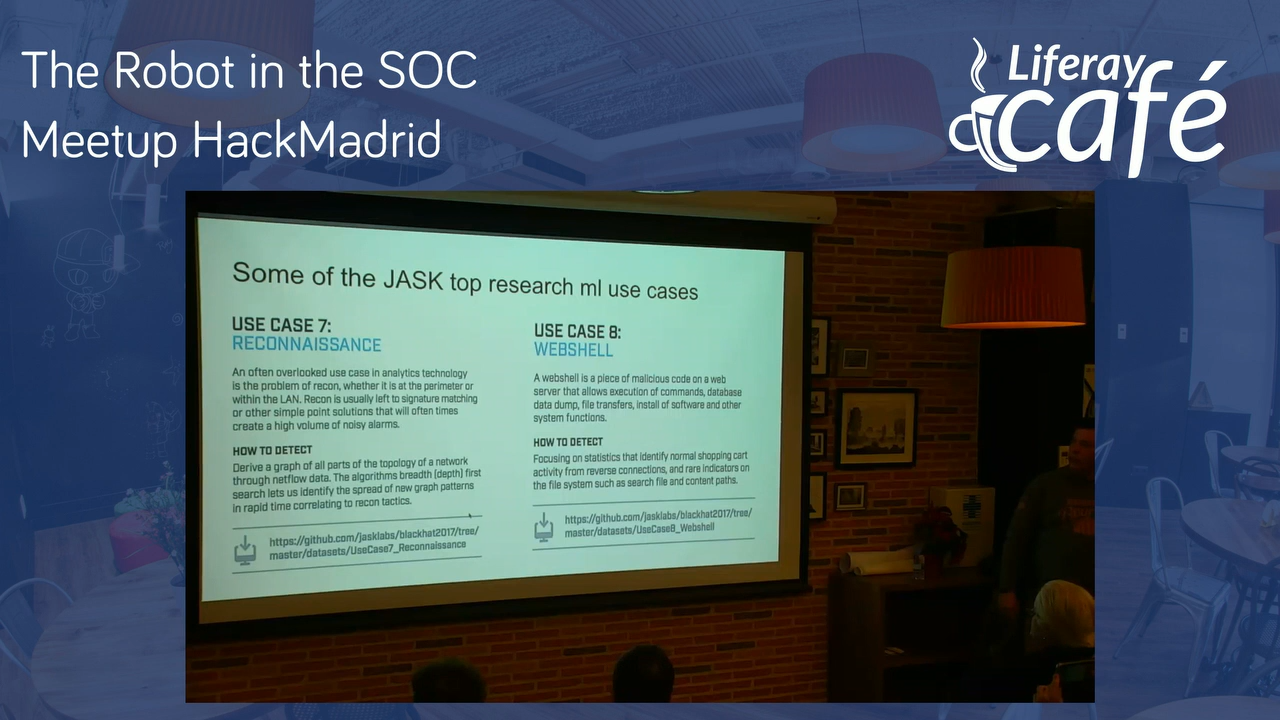 The Robot in the SOC
Meetup HackMadrid
Liferay
café
Some of the JASK top research ml use cases
USE CASE 7:
RECONNAISSANCE
An often overlooked use case in analytics technology
is the problem of recon, whether it is at the perimeter or
within the LAN. Recon is usually left to signature matching
or other simple point solutions that will often times
create a high volume of noisy alarms.
HOW TO DETECT
Derive a graph of all parts of the topology of a network
through netflow data. The algorithms breadth (depth) first
search lets us identify the spread of new graph patterns
in rapid time correlating to recon tactics.
https://github.com/jasklabs/blackhat2017/tree/
master/datasets/UseCase7_Reconnaissance
USE CASE 8:
WEBSHELL
A webshell is a piece of malicious code on a web
server that allows execution of commands, database
data dump, file transfers, install of software and other
system functions.
HOW TO DETECT
Focusing on statistics that identify normal shopping cart
activity from reverse connections, and rare indicators on
the file system such as search file and content paths.
https://github.com/jasklabs/blackhat2017/tree/
master/datasets/UseCase8_Webshell